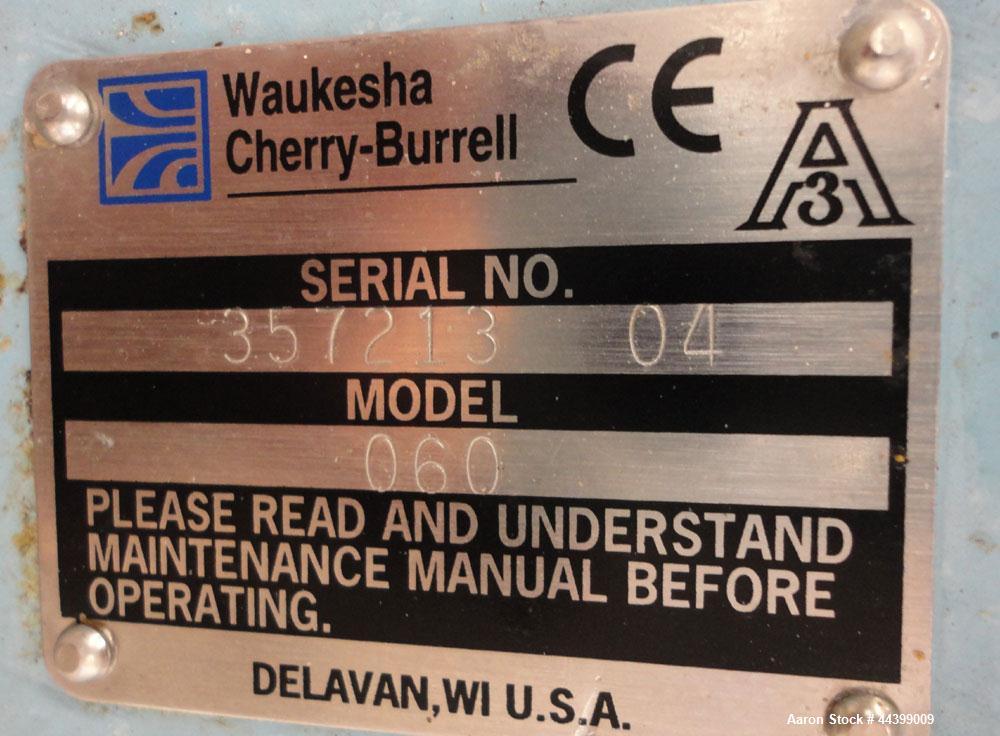 Waukesha
Cherry-Burrell
CE
3A
SERIAL NO.
357213 04
MODEL
060
PLEASE READ AND UNDERSTAND
MAINTENANCE MANUAL BEFORE
OPERATING.
DELAVAN, WI U.S.A.
Aaron Stock # 44399009